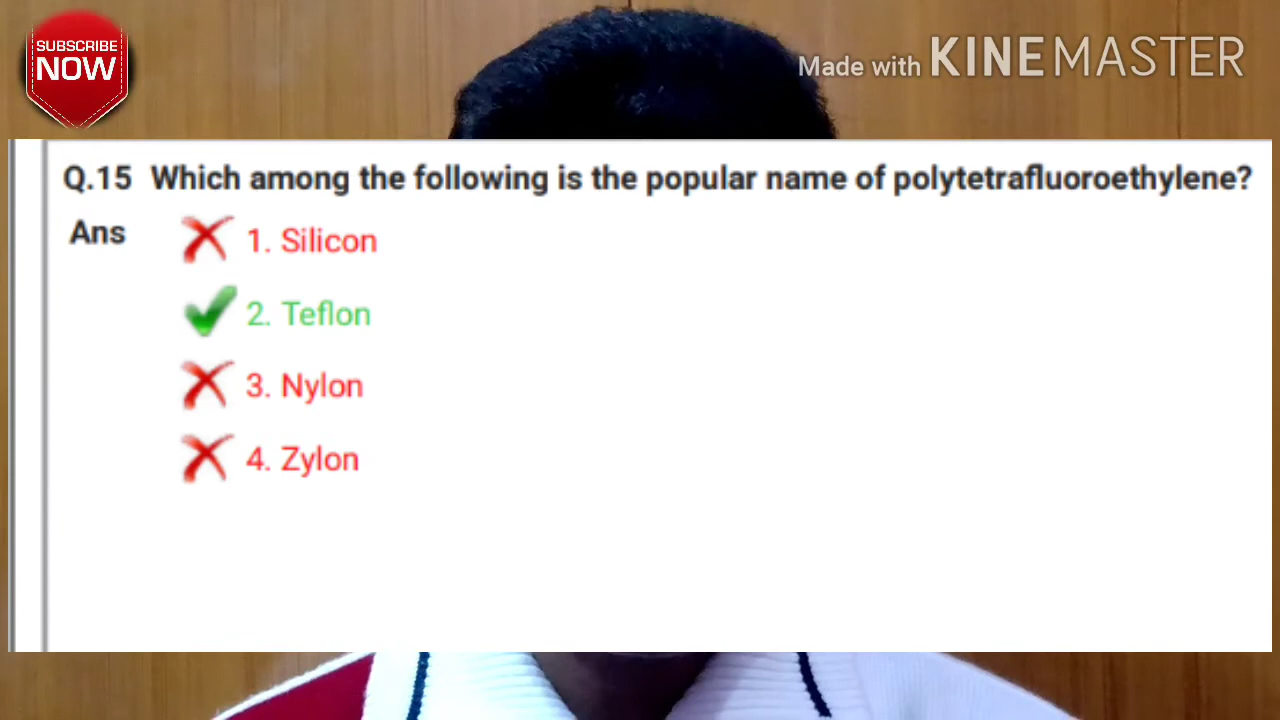 SUBSCRIBE
NOW
Made with KINEMASTER
Q.15 Which among the following is the popular name of polytetrafluoroethylene?
Ans
1. Silicon
2. Teflon
3. Nylon
4. Zylon